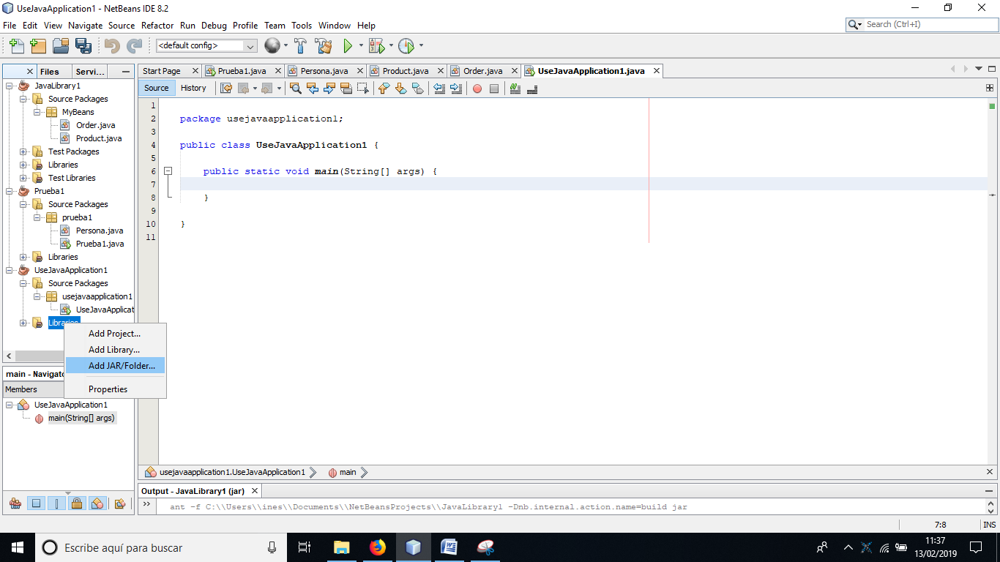 UseJavaApplication1 - NetBeans IDE 8.2
File Edit View Navigate Source Refactor Run Debug Profile Team Tools Window Help
Search (Ctrl+I)
<default config>
Files Servi...
Start Page Prueba1.java Persona.java Product.java Order.java UseJavaApplication1.java
Source History
JavaLibrary1
Source Packages
MyBeans
Order.java
Product.java
Test Packages
Libraries
Test Libraries
Prueba1
Source Packages
prueba1
Persona.java
Prueba1.java
Libraries
UseJavaApplication1
Source Packages
usejavaapplication1
UseJavaApplicat
Libraries
Add Project...
Add Library...
Add JAR/Folder...
Properties
main - Navigato
Members
UseJavaApplication1
main(String[] args)
1
2 package usejavaapplication1;
3
4 public class UseJavaApplication1 {
5
6 public static void main(String[] args) {
7
8 }
9
10 }
11
usejavaapplication1.UseJavaApplication1 main
Output - JavaLibrary1 (jar)
ant -f C:\\Users\\ines\\Documents\\NetBeansProjects\\JavaLibrary1 -Dnb.internal.action.name=build jar
7:8 INS
Escribe aquí para buscar
11:37
13/02/2019